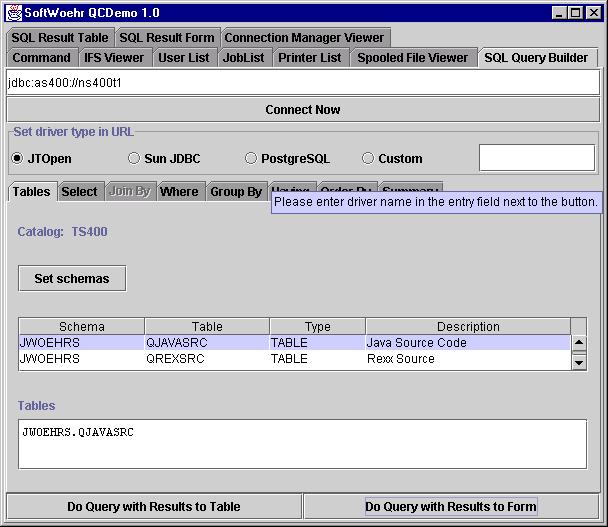 SoftWoehr QCDemo 1.0
SQL Result Table SQL Result Form Connection Manager Viewer
Command IFS Viewer User List JobList Printer List Spooled File Viewer SQL Query Builder
jdbc:as400://ns400t1
Connect Now
Set driver type in URL
JTOpen Sun JDBC PostgreSQL Custom
Tables Select Join By Where Group By Having Order By Summary
Please enter driver name in the entry field next to the button.
Catalog: TS400
Set schemas
Schema Table Type Description
JWOEHRS QJAVASRC TABLE Java Source Code
JWOEHRS QREXSRC TABLE Rexx Source
Tables
JWOEHRS.QJAVASRC
Do Query with Results to Table Do Query with Results to Form